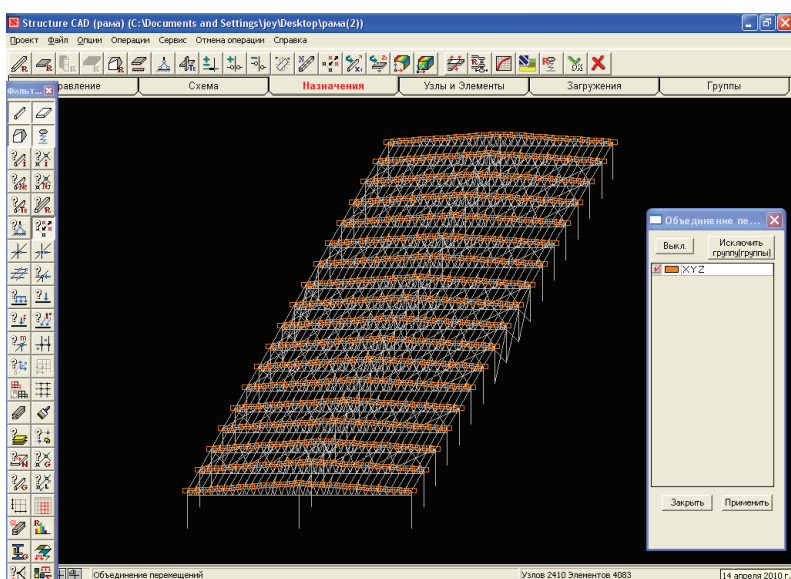 Structure CAD (рама) (C:\Documents and Settings\jey\Desktop\рама(2))
Проект Файл Опции Операции Сервис Отмена операции Справка
Фильт...
равление Схема Назначения Узлы и Элементы Загружения Группы
Объединение пе...
Выкл. Исключить группу(группы)
XYZ
Закрыть Применить
Объединение перемещений Узлов 2410 Элементов 4083 14 апреля 2010 г.